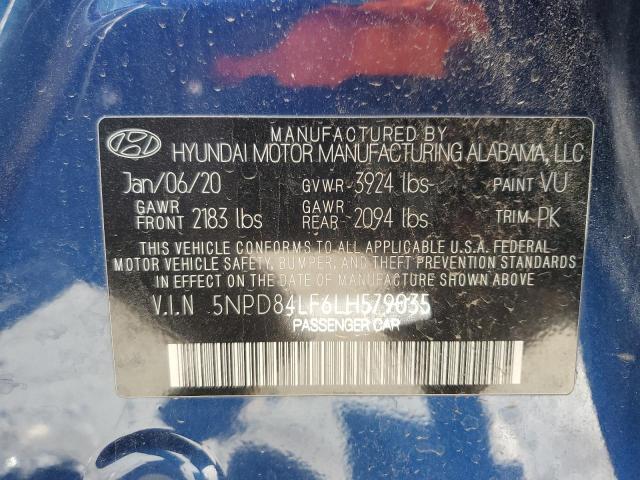 MANUFACTURED BY
HYUNDAI MOTOR MANUFACTURING ALABAMA, LLC
Jan/06/20 GVWR 3924 lbs PAINT VU
GAWR FRONT 2183 lbs GAWR REAR 2094 lbs TRIM PK
THIS VEHICLE CONFORMS TO ALL APPLICABLE U.S.A. FEDERAL
MOTOR VEHICLE SAFETY, BUMPER, AND THEFT PREVENTION STANDARDS
IN EFFECT ON THE DATE OF MANUFACTURE SHOWN ABOVE.
V.I.N 5NPD84LF6LH579035
PASSENGER CAR